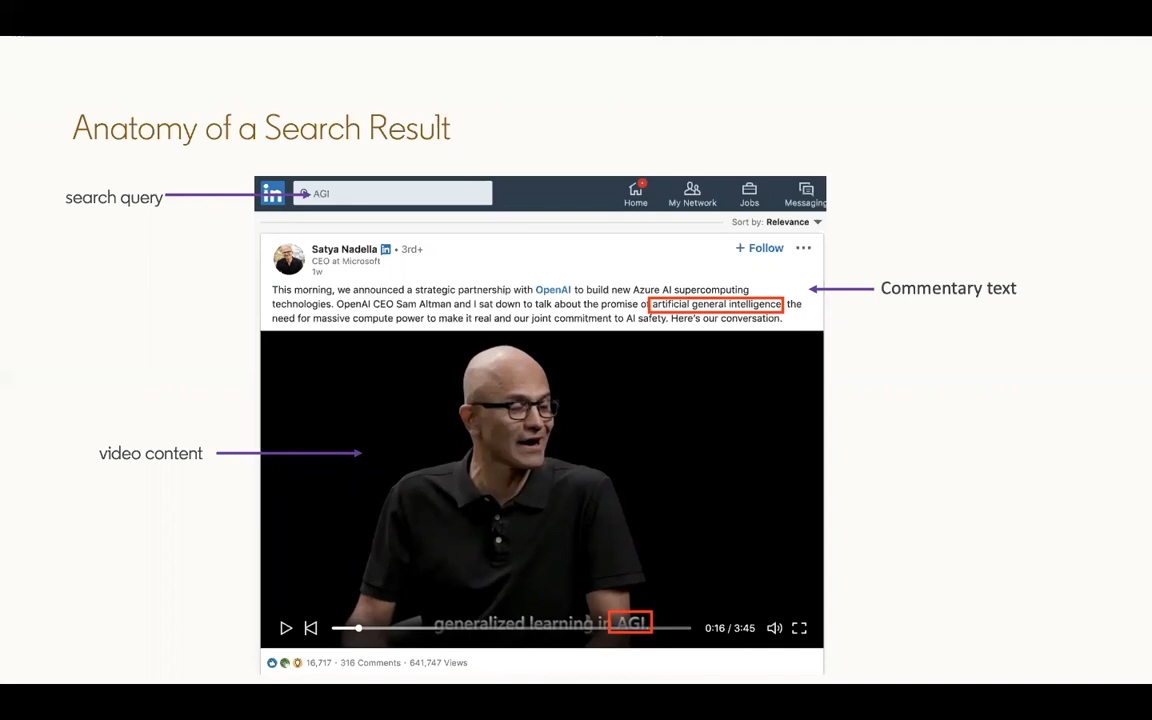 Anatomy of a Search Result
search query
in
AGI
Home
My Network
Jobs
Messaging
Sort by: Relevance
Satya Nadella in • 3rd+
CEO at Microsoft
1w
+ Follow
This morning, we announced a strategic partnership with OpenAI to build new Azure AI supercomputing
technologies. OpenAI CEO Sam Altman and I sat down to talk about the promise of artificial general intelligence, the
need for massive compute power to make it real and our joint commitment to AI safety. Here's our conversation.
Commentary text
video content
generalized learning in AGI.
0:16 / 3:45
16,717 · 316 Comments · 641,747 Views